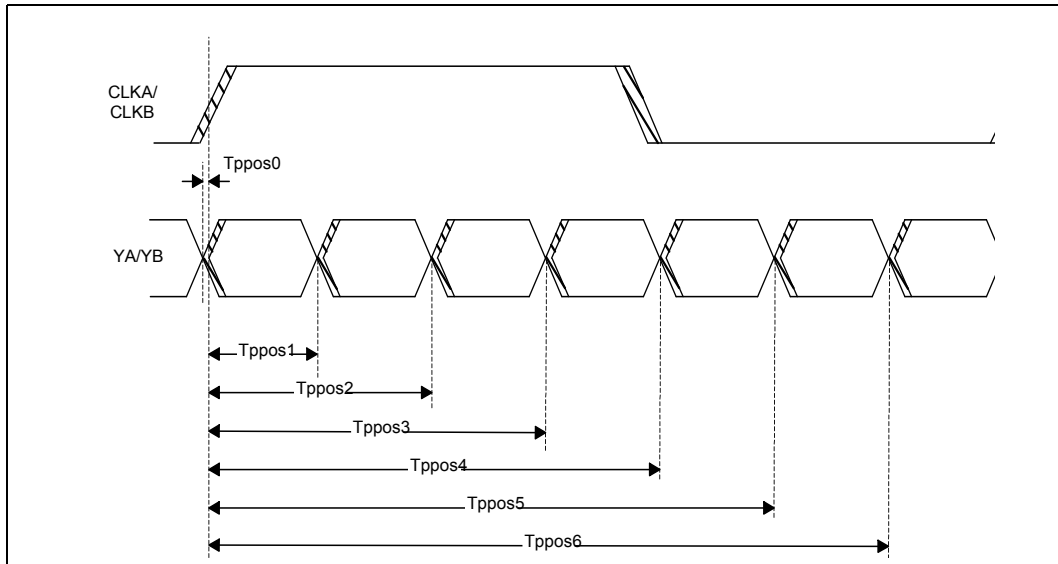 CLKA/
CLKB
Tppos0
YA/YB
Tppos1
Tppos2
Tppos3
Tppos4
Tppos5
Tppos6